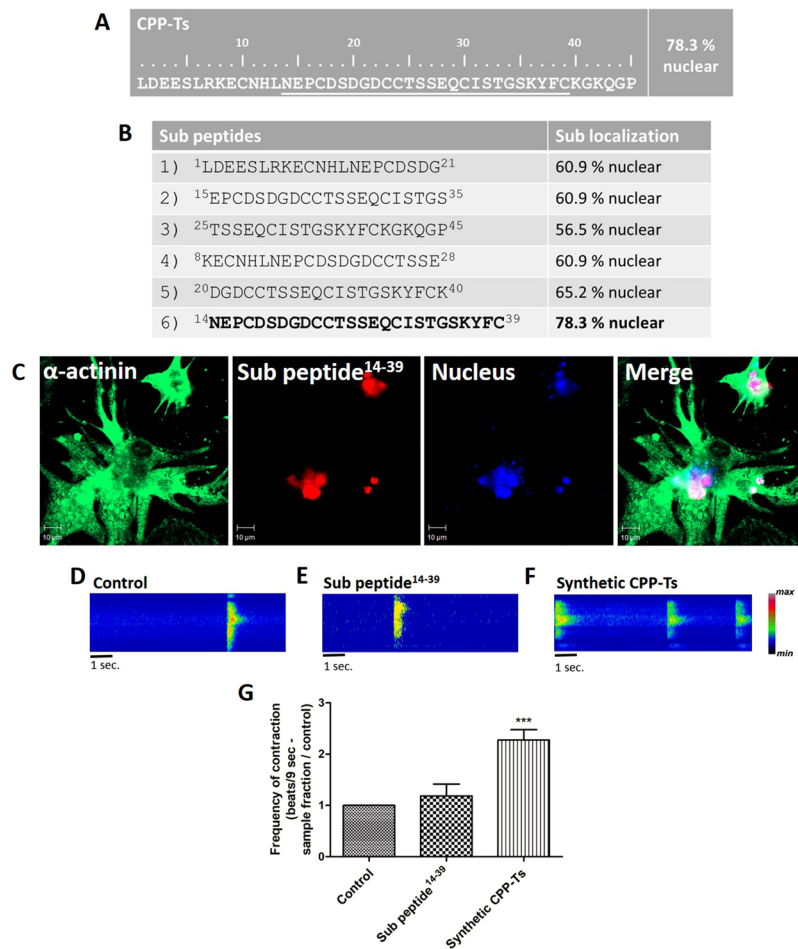 A
CPP-Ts
10 20 30 40
LDEESLRKECNHLNEPCDSDGDCCTSSEQCISTGSKYFCKGKQGP
78.3 %
nuclear
B
Sub peptides Sub localization
1) 1LDEESLRKECNHLNEPCDSDG21 60.9 % nuclear
2) 15EPCDSDGDCCTSSEQCISTGS35 60.9 % nuclear
3) 25TSSEQCISTGSKYFCKGKQGP45 56.5 % nuclear
4) 8KECNHLNEPCDSDGDCCTSSE28 60.9 % nuclear
5) 20DGDCCTSSEQCISTGSKYFCK40 65.2 % nuclear
6) 14NEPCDSDGDCCTSSEQCISTGSKYFC39 78.3 % nuclear
C
α-actinin Sub peptide14-39 Nucleus Merge
10 µm 10 µm 10 µm 10 µm
D Control E Sub peptide14-39 F Synthetic CPP-Ts
max
min
1 sec. 1 sec. 1 sec.
G
Frequency of contraction
(beats/9 sec -
sample fraction / control)
3
2
1
0
***
Control
Sub peptide 14-39
Synthetic CPP-Ts